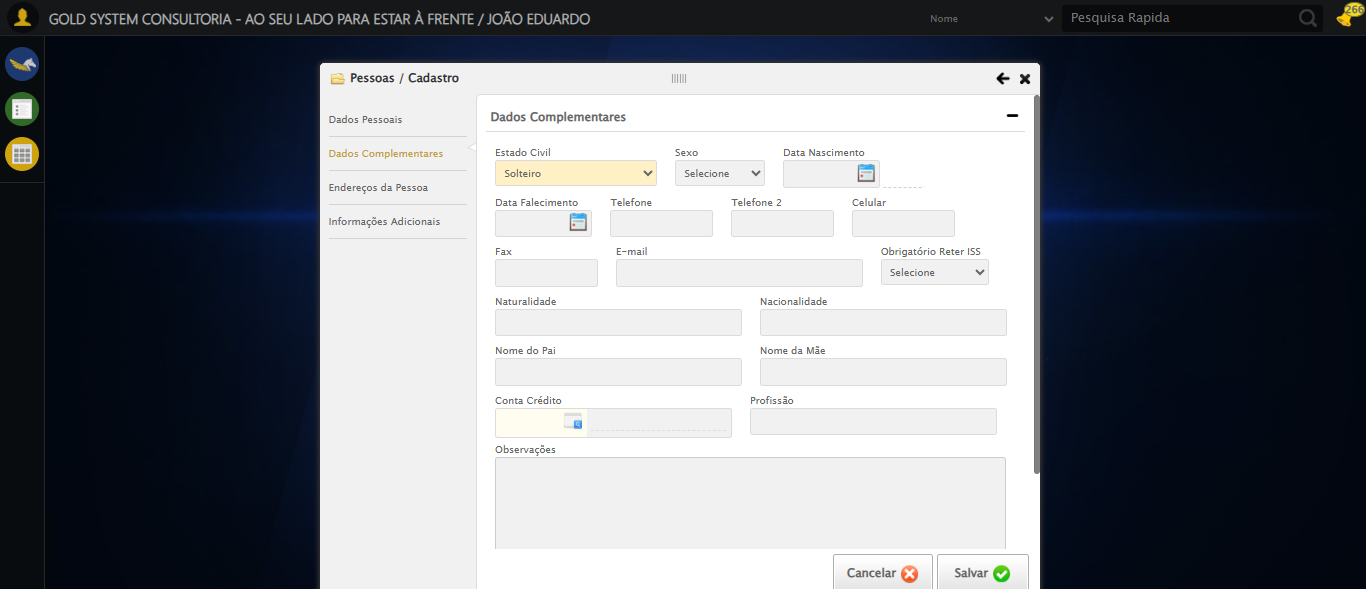 GOLD SYSTEM CONSULTORIA - AO SEU LADO PARA ESTAR À FRENTE / JOÃO EDUARDO
Nome
Pesquisa Rapida
266
Pessoas / Cadastro
Dados Pessoais
Dados Complementares
Endereços da Pessoa
Informações Adicionais
Dados Complementares
Estado Civil Sexo Data Nascimento
Solteiro Selecione
Data Falecimento Telefone Telefone 2 Celular
Fax E-mail Obrigatório Reter ISS
Selecione
Naturalidade Nacionalidade
Nome do Pai Nome da Mãe
Conta Crédito Profissão
Observações
Cancelar Salvar